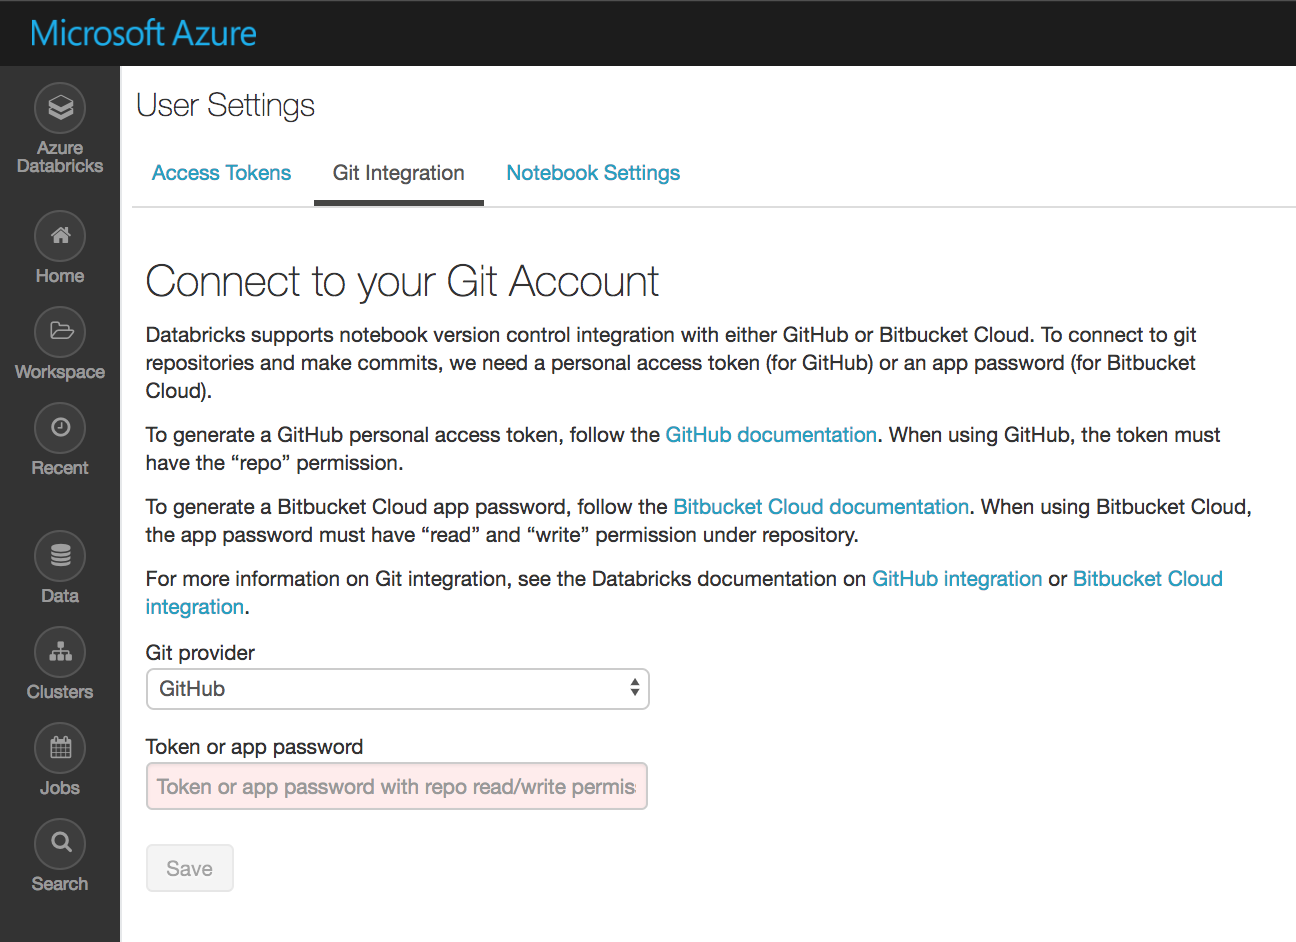 Microsoft Azure
Azure
Databricks
Home
Workspace
Recent
Data
Clusters
Jobs
Search
User Settings
Access Tokens
Git Integration
Notebook Settings
Connect to your Git Account
Databricks supports notebook version control integration with either GitHub or Bitbucket Cloud. To connect to git
repositories and make commits, we need a personal access token (for GitHub) or an app password (for Bitbucket
Cloud).
To generate a GitHub personal access token, follow the GitHub documentation. When using GitHub, the token must
have the “repo” permission.
To generate a Bitbucket Cloud app password, follow the Bitbucket Cloud documentation. When using Bitbucket Cloud,
the app password must have “read” and “write” permission under repository.
For more information on Git integration, see the Databricks documentation on GitHub integration or Bitbucket Cloud
integration.
Git provider
GitHub
Token or app password
Token or app password with repo read/write permis
Save